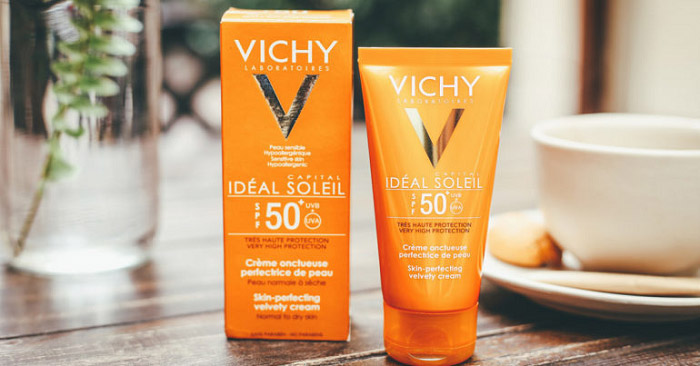 VICHY
LABORATOIRES
Peau sensible
Hypoallergénique
Sensitive skin
Hypoallergenic
CAPITAL
IDÉAL SOLEIL
SPF 50+ UVB
UVA
TRÈS HAUTE PROTECTION
VERY HIGH PROTECTION
Crème onctueuse
perfectrice de peau
Peau normale à sèche
Skin-perfecting
velvety cream
Normal to dry skin
VICHY
LABORATOIRES
CAPITAL
IDÉAL SOLEIL
SPF 50+ UVB
UVA
TRÈS HAUTE PROTECTION
VERY HIGH PROTECTION
Crème onctueuse
perfectrice de peau
Skin-perfecting
velvety cream